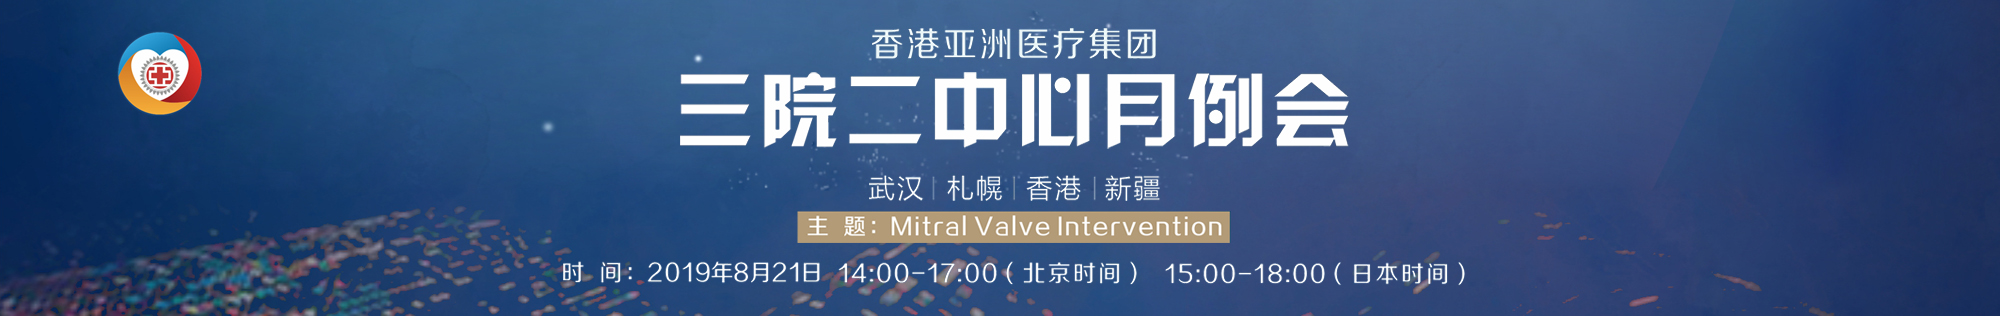 香港亚洲医疗集团
三院二中心月例会
武汉|札幌|香港|新疆
主 题：Mitral Valve Intervention
时 间：2019年8月21日 14:00-17:00（北京时间） 15:00-18:00（日本时间）